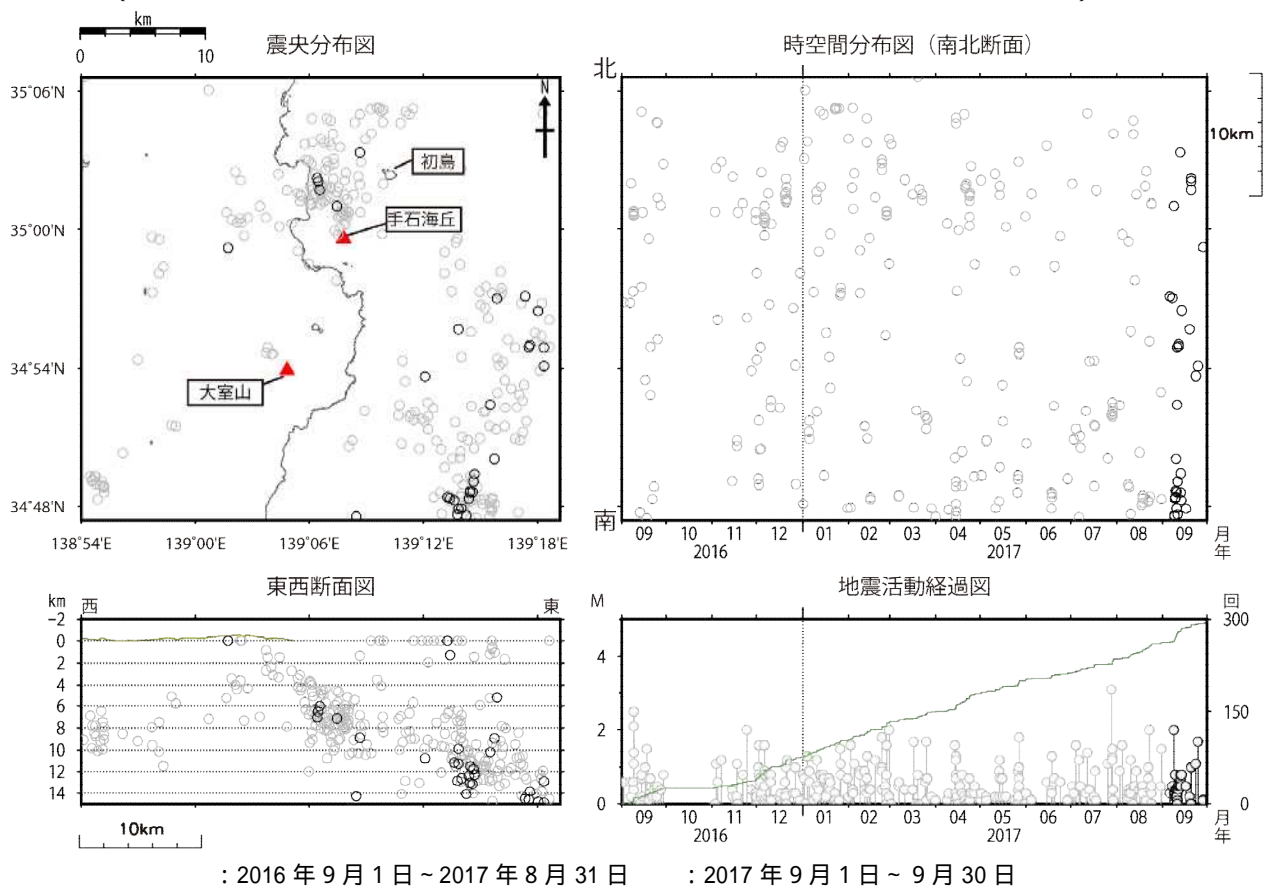 km
0 10
震央分布図
35°06'N
35°00'N
34°54'N
34°48'N
138°54'E 139°00'E 139°06'E 139°12'E 139°18'E
N
初島
手石海丘
大室山
時空間分布図（南北断面）
北
南
10km
09 10 11 12 01 02 03 04 05 06 07 08 09 月
2016 2017 年
東西断面図
km 西 東
-2
0
2
4
6
8
10
12
14
10km
地震活動経過図
M 回
4 300
2 150
0 0
09 10 11 12 01 02 03 04 05 06 07 08 09 月
2016 2017 年
：2016 年 9 月 1 日 ~ 2017 年 8 月 31 日 ：2017 年 9 月 1 日 ~ 9 月 30 日